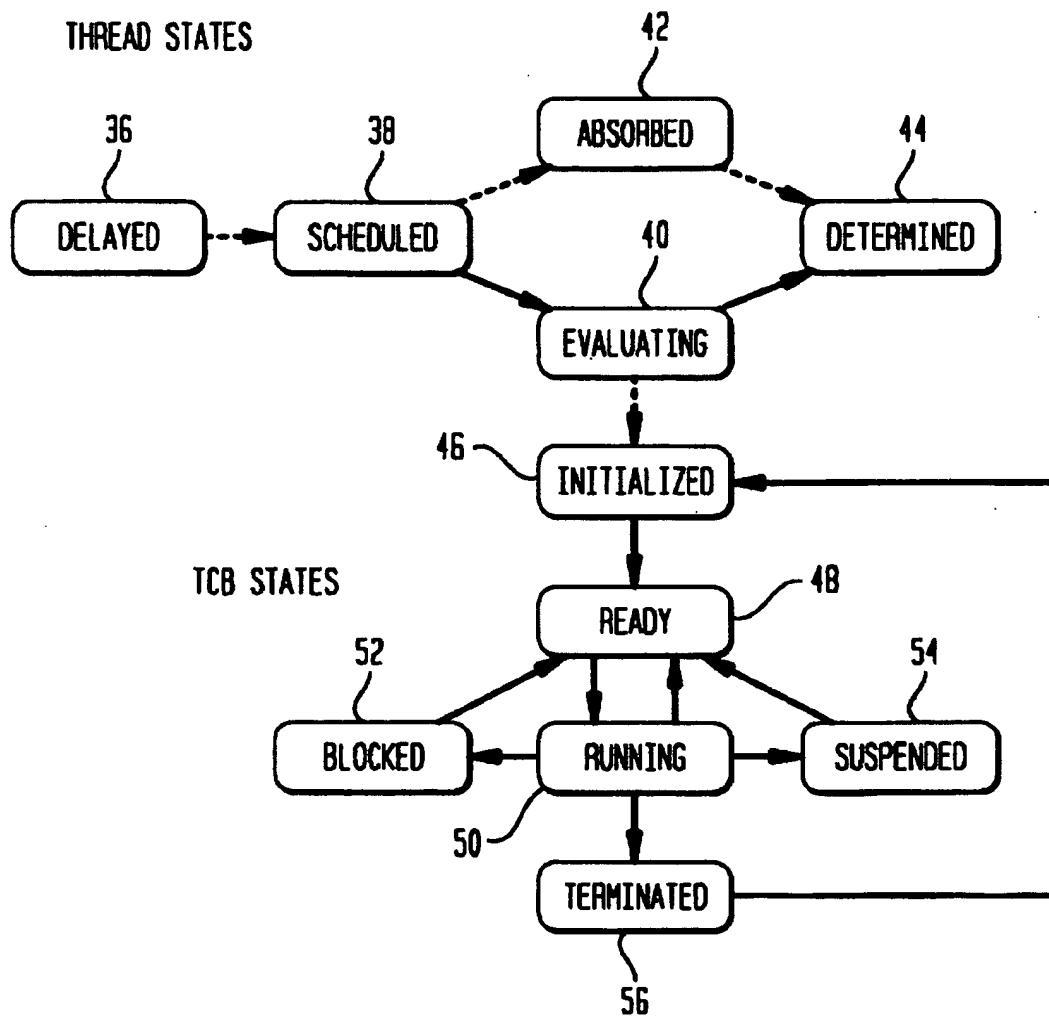 THREAD STATES
42
ABSORBED
36
38
44
DELAYED
SCHEDULED
DETERMINED
40
EVALUATING
46
INITIALIZED
TCB STATES
48
READY
52
54
BLOCKED
RUNNING
SUSPENDED
50
TERMINATED
56